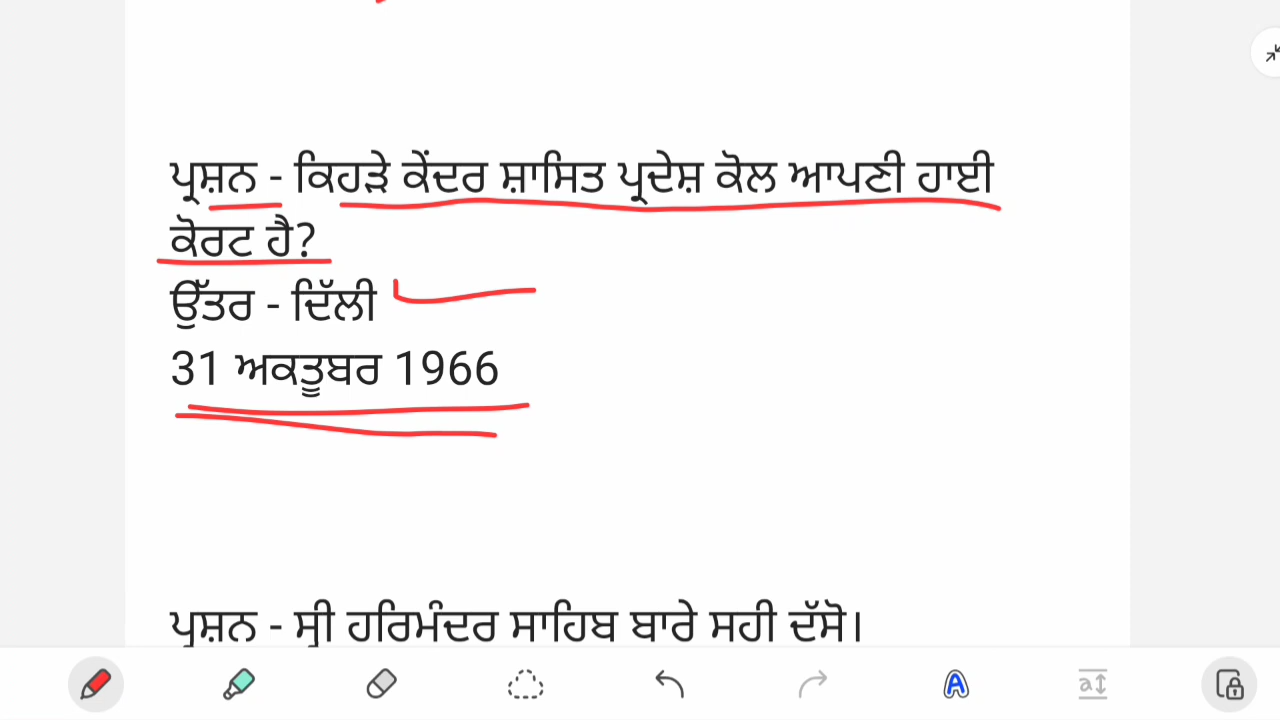 ਪ੍ਰਸ਼ਨ - ਕਿਹੜੇ ਕੇਂਦਰ ਸ਼ਾਸਿਤ ਪ੍ਰਦੇਸ਼ ਕੋਲ ਆਪਣੀ ਹਾਈ
ਕੋਰਟ ਹੈ?
ਉੱਤਰ - ਦਿੱਲੀ
31 ਅਕਤੂਬਰ 1966
ਪ੍ਰਸ਼ਨ - ਸ੍ਰੀ ਹਰਿਮੰਦਰ ਸਾਹਿਬ ਬਾਰੇ ਸਹੀ ਦੱਸੋ।
A
a